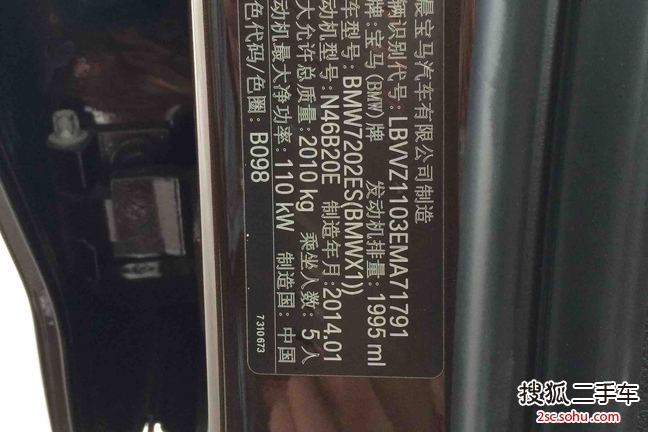 晨宝马汽车有限公司制造
辆识别代号: LBVVZ1103EMA71791
牌: 宝马(BMW)牌 发动机排量: 1995 ml
车型号: BMW7202ES(BMWX1))
动机型号: N46B20E 制造年月: 2014.01
大允许总质量: 2010 kg 乘坐人数: 5人
动机最大净功率: 110 kW 制造国: 中国
色代码/色圈: B098
7 310 673
搜狐二手车
2sc.sohu.com